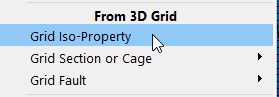 From 3D Grid
Grid Iso-Property
Grid Section or Cage
Grid Fault